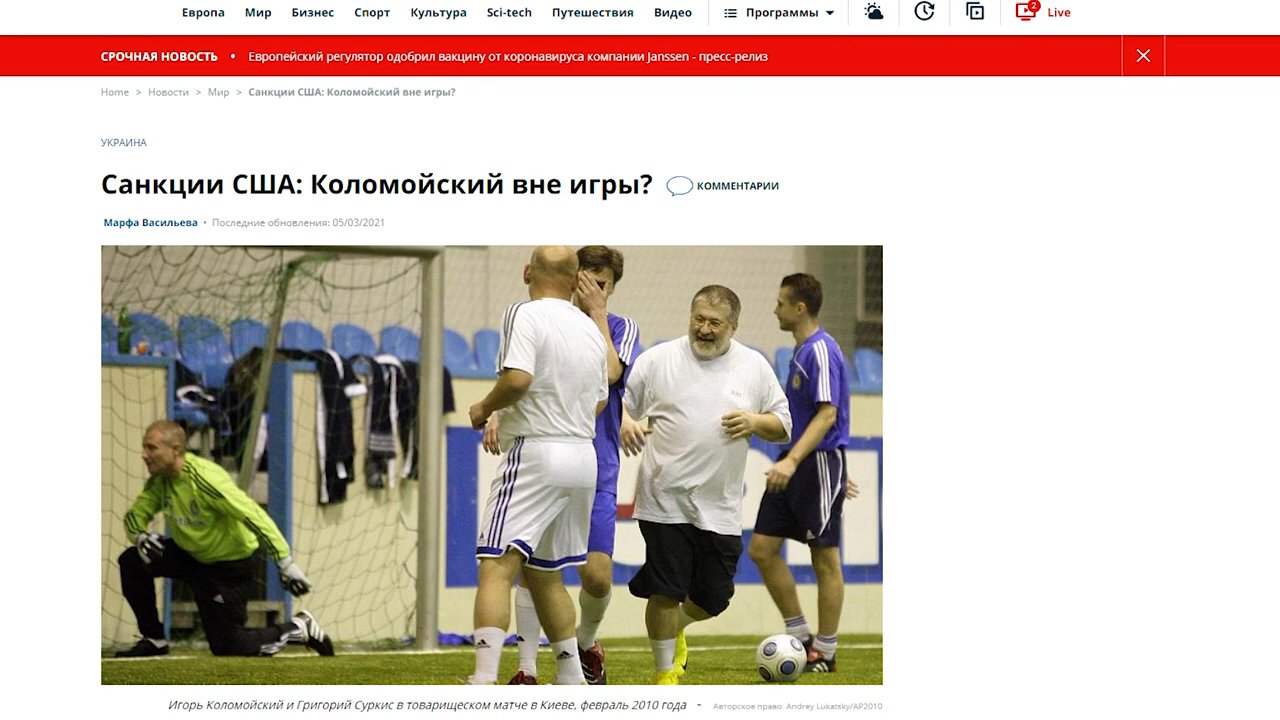 Европа Мир Бизнес Спорт Культура Sci-tech Путешествия Видео Программы 2 Live
СРОЧНАЯ НОВОСТЬ • Европейский регулятор одобрил вакцину от коронавируса компании Janssen - пресс-релиз
Home > Новости > Мир > Санкции США: Коломойский вне игры?
УКРАИНА
Санкции США: Коломойский вне игры? КОММЕНТАРИИ
Марфа Васильева • Последние обновления: 05/03/2021
Игорь Коломойский и Григорий Суркис в товарищеском матче в Киеве, февраль 2010 года - Авторское право Andrey Lukatsky/AP2010